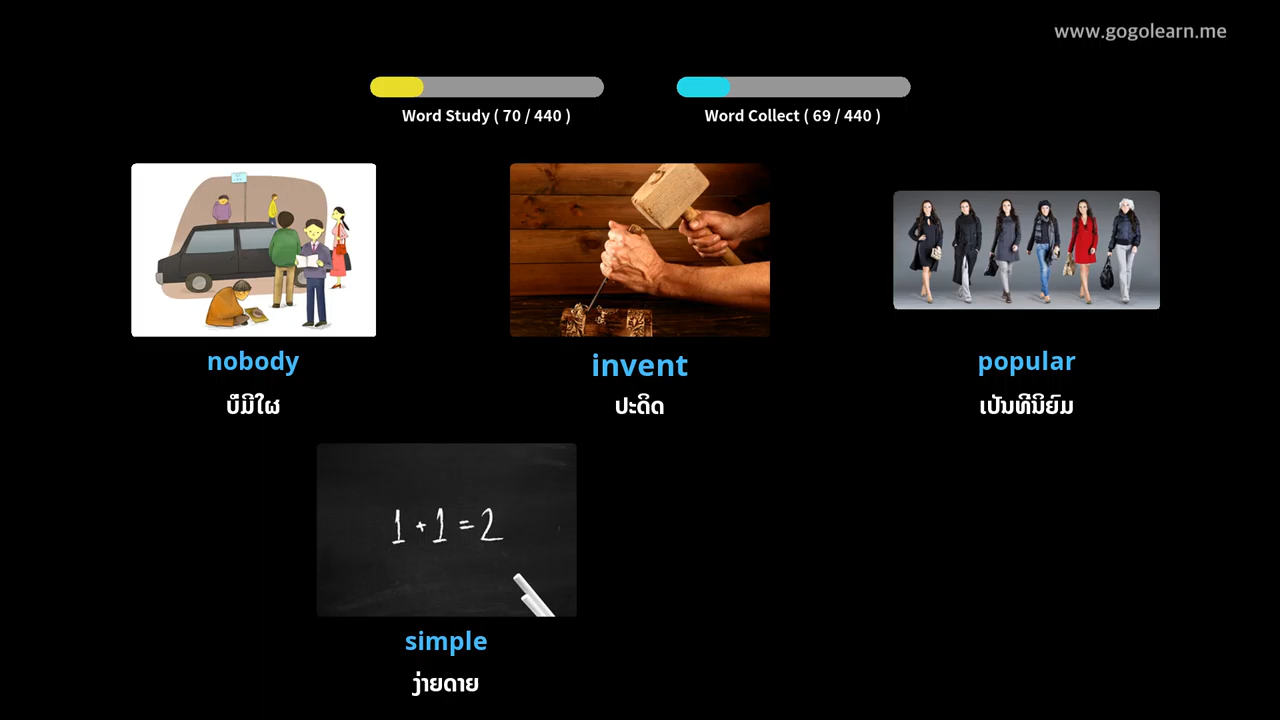 www.gogolearn.me
Word Study ( 70 / 440 )
Word Collect ( 69 / 440 )
nobody
ບໍ່ມີໃຜ
invent
ປະດິດ
popular
ເປັນທີ່ນິຍົມ
1 + 1 = 2
simple
ງ່າຍດາຍ